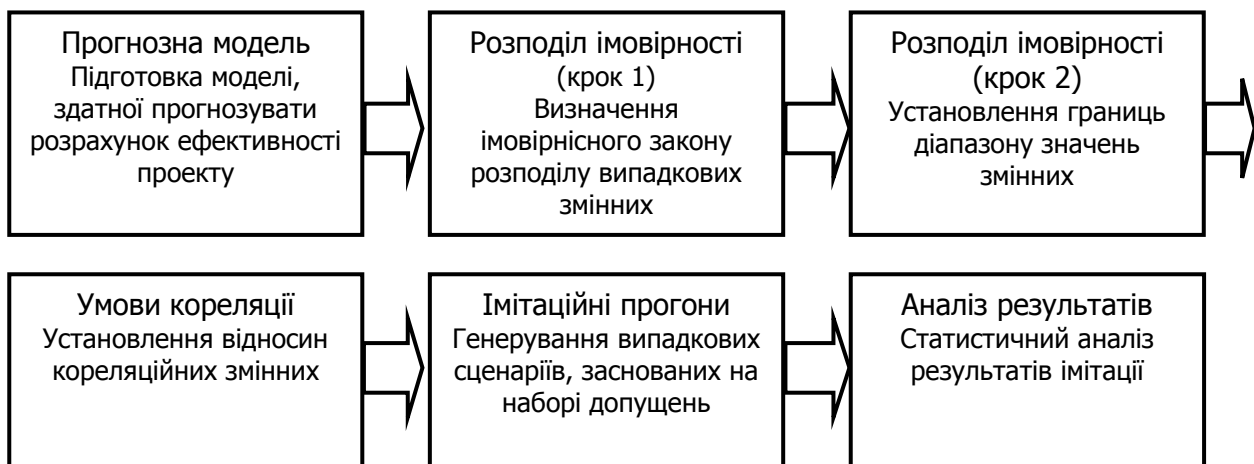 Прогнозна модель
Підготовка моделі,
здатної прогнозувати
розрахунок ефективності
проекту
Розподіл імовірності
(крок 1)
Визначення
імовірнісного закону
розподілу випадкових
змінних
Розподіл імовірності
(крок 2)
Установлення границь
діапазону значень
змінних
Умови кореляції
Установлення відносин
кореляційних змінних
Імітаційні прогони
Генерування випадкових
сценаріїв, заснованих на
наборі допущень
Аналіз результатів
Статистичний аналіз
результатів імітації